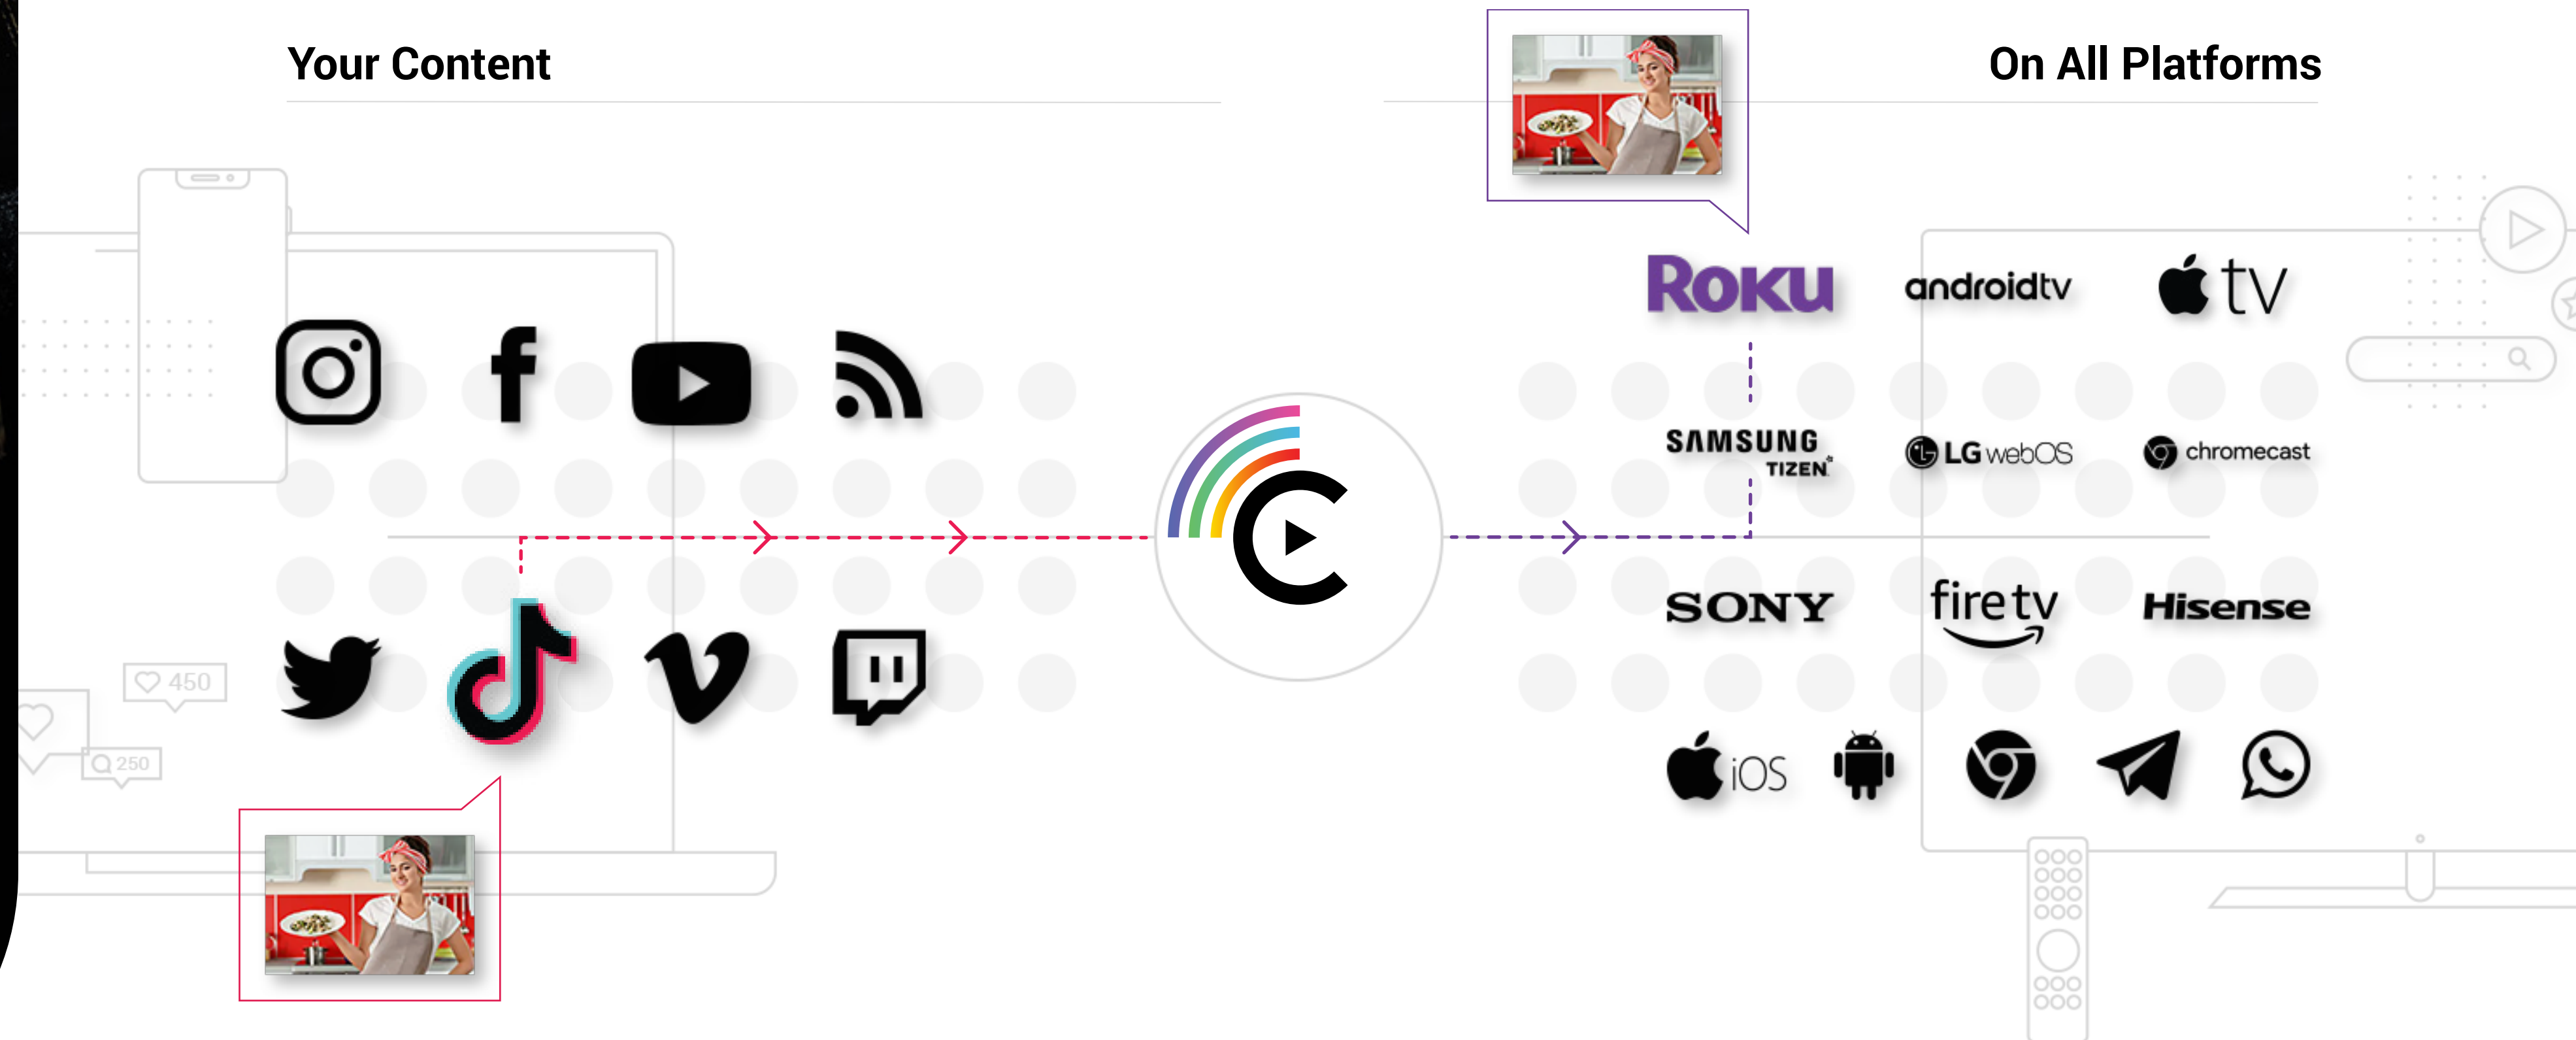 Your Content
On All Platforms
ROKU
androidtv
tv
SAMSUNG
TIZEN
LG webOS
chromecast
SONY
fire tv
Hisense
iOS
450
250